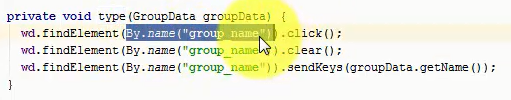 private void type(GroupData groupData) {
wd.findElement(By.name("group_name")).click();
wd.findElement(By.name("group_name")).clear();
wd.findElement(By.name("group_name")).sendKeys(groupData.getName());
}